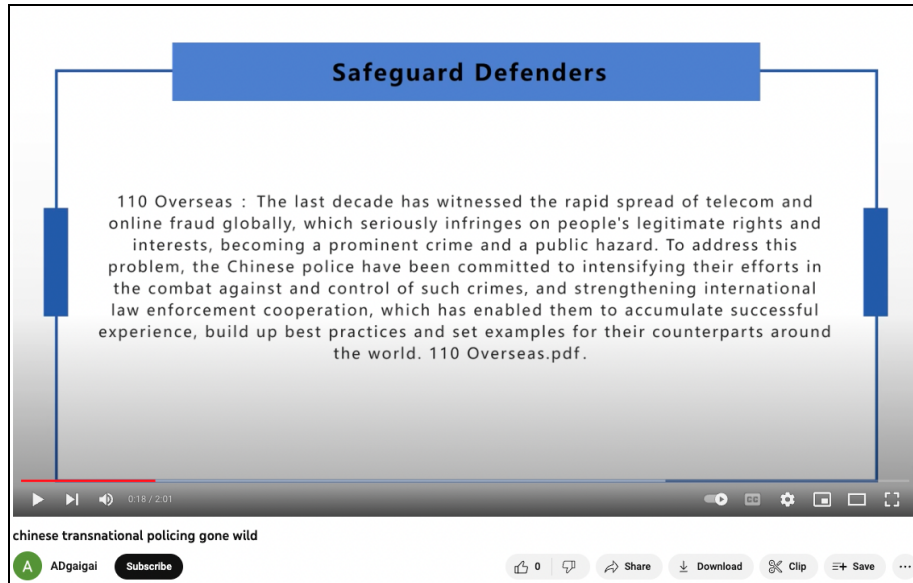 Safeguard Defenders
110 Overseas : The last decade has witnessed the rapid spread of telecom and
online fraud globally, which seriously infringes on people's legitimate rights and
interests, becoming a prominent crime and a public hazard. To address this
problem, the Chinese police have been committed to intensifying their efforts in
the combat against and control of such crimes, and strengthening international
law enforcement cooperation, which has enabled them to accumulate successful
experience, build up best practices and set examples for their counterparts around
the world. 110 Overseas.pdf.
0:18 / 2:01
CC
chinese transnational policing gone wild
A ADgaigai Subscribe 0 Share Download Clip Save